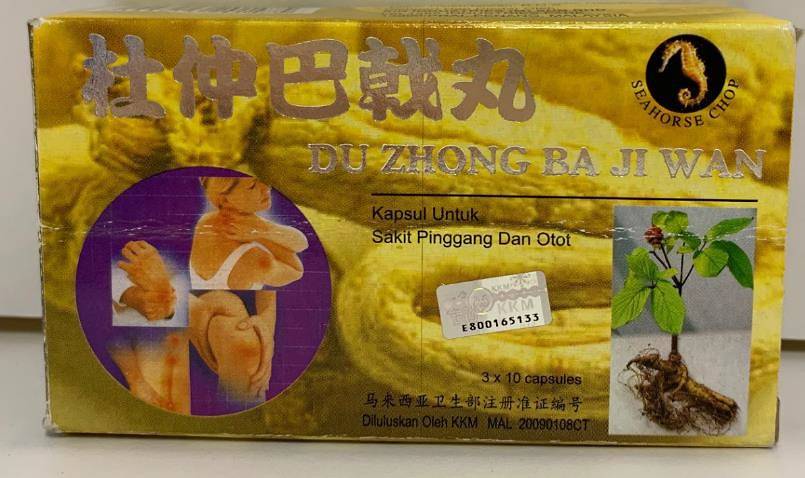 杜仲巴戟丸
SEAHORSE CHOP
DU ZHONG BA JI WAN
Kapsul Untuk
Sakit Pinggang Dan Otot
KKM
E800165133
3 x 10 capsules
马来西亚卫生部注册准证编号
Diluluskan Oleh KKM MAL 20090108CT